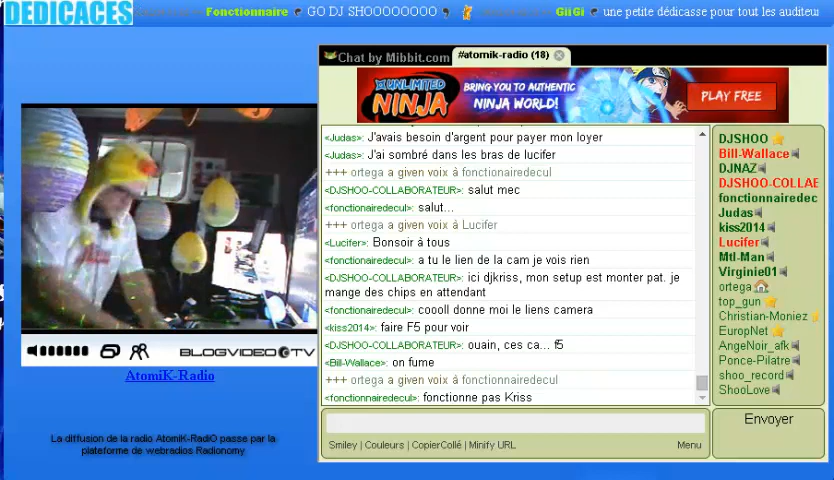 DEDICACES
Fonctionnaire GO DJ SHOOOOOOOO GiiGi une petite dédicasse pour tout les auditeu
Chat by Mibbit.com #atomik-radio (18)
UNLIMITED NINJA
BRING YOU TO AUTHENTIC NINJA WORLD!
PLAY FREE
<Judas>: J'avais besoin d'argent pour payer mon loyer
<Judas>: J'ai sombré dans les bras de lucifer
+++ ortega a given voix à fonctionairedecul
<DJSHOO-COLLABORATEUR>: salut mec
<fonctionairedecul>: salut...
+++ ortega a given voix à Lucifer
<Lucifer>: Bonsoir à tous
<fonctionairedecul>: a tu le lien de la cam je vois rien
<DJSHOO-COLLABORATEUR>: ici djkriss, mon setup est monter pat. je
mange des chips en attendant
<fonctionairedecul>: coooll donne moi le liens camera
<kiss2014>: faire F5 pour voir
<DJSHOO-COLLABORATEUR>: ouain, ces ca... f5
<Bill-Wallace>: on fume
+++ ortega a given voix à fonctionnairedecul
<fonctionnairedecul>: fonctionne pas Kriss
DJSHOO
Bill-Wallace
DJNAZ
DJSHOO-COLLAE
fonctionnairedec
Judas
kiss2014
Lucifer
Mtl-Man
Virginie01
ortega
top_gun
Christian-Moniez
EuropNet
AngeNoir_afk
Ponce-Pilatre
shoo_record
ShooLove
Smiley | Couleurs | CopierCollé | Minify URL Menu
Envoyer
BLOGVIDEO TV
AtomiK-Radio
La diffusion de la radio AtomiK-RadiO passe par la
plateforme de webradios Radionomy